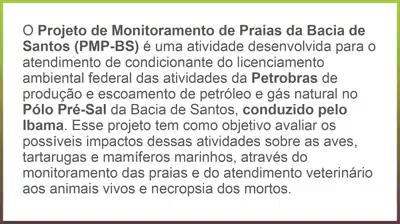 O Projeto de Monitoramento de Praias da Bacia de
Santos (PMP-BS) é uma atividade desenvolvida para o
atendimento de condicionante do licenciamento
ambiental federal das atividades da Petrobras de
produção e escoamento de petróleo e gás natural no
Pólo Pré-Sal da Bacia de Santos, conduzido pelo
Ibama. Esse projeto tem como objetivo avaliar os
possíveis impactos dessas atividades sobre as aves,
tartarugas e mamíferos marinhos, através do
monitoramento das praias e do atendimento veterinário
aos animais vivos e necropsia dos mortos.